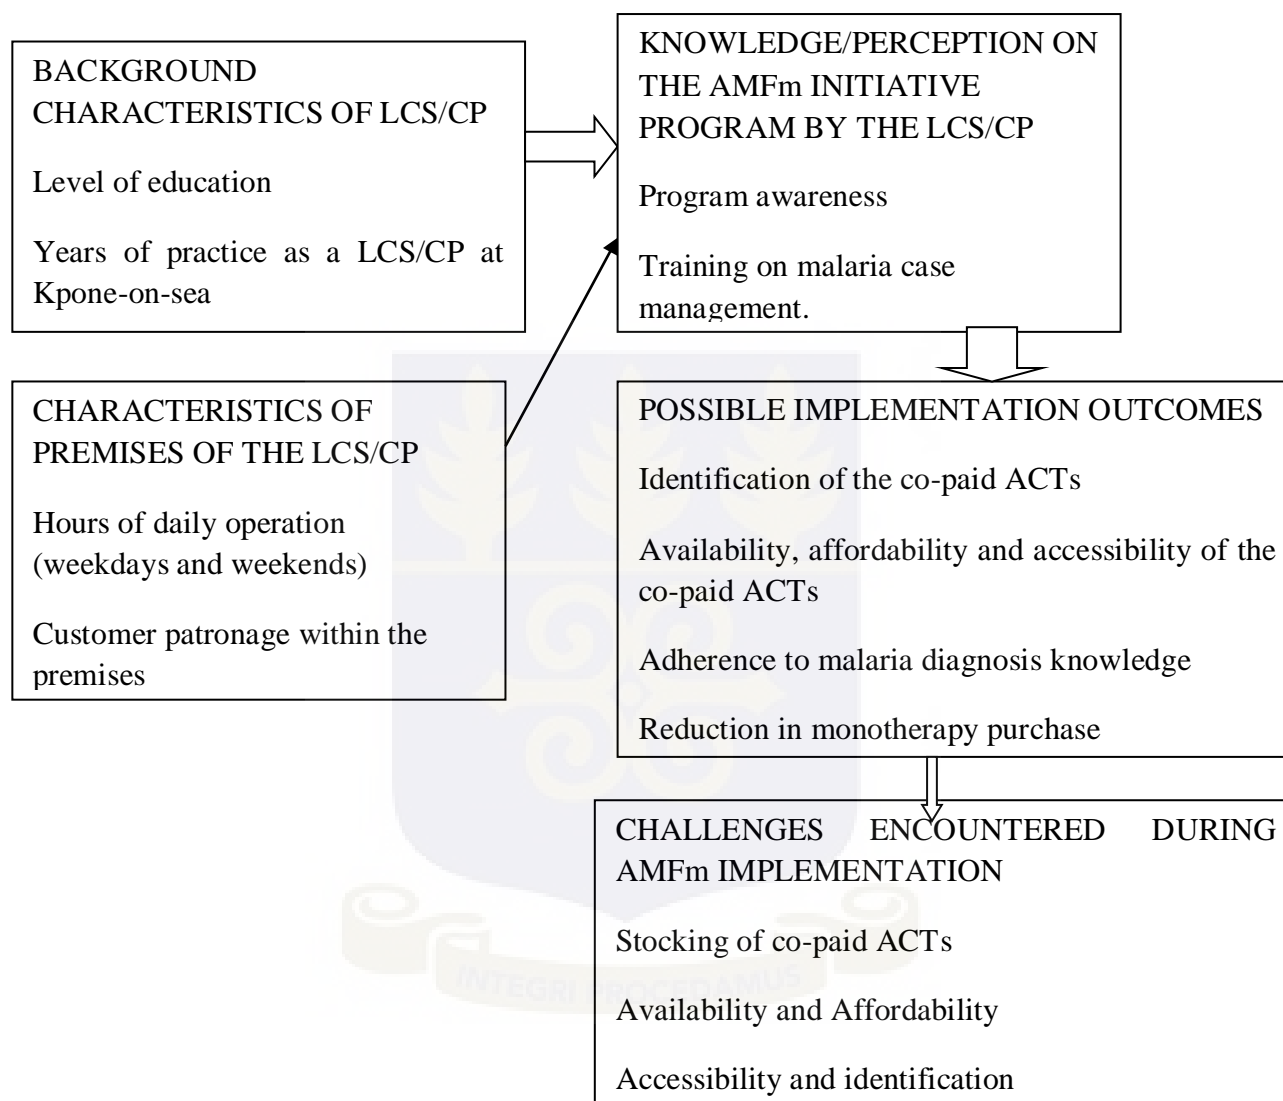 BACKGROUND
CHARACTERISTICS OF LCS/CP
Level of education
Years of practice as a LCS/CP at
Kpone-on-sea
KNOWLEDGE/PERCEPTION ON
THE AMFm INITIATIVE
PROGRAM BY THE LCS/CP
Program awareness
Training on malaria case
management.
CHARACTERISTICS OF
PREMISES OF THE LCS/CP
Hours of daily operation
(weekdays and weekends)
Customer patronage within the
premises
POSSIBLE IMPLEMENTATION OUTCOMES
Identification of the co-paid ACTs
Availability, affordability and accessibility of the
co-paid ACTs
Adherence to malaria diagnosis knowledge
Reduction in monotherapy purchase
CHALLENGES ENCOUNTERED DURING
AMFm IMPLEMENTATION
Stocking of co-paid ACTs
Availability and Affordability
Accessibility and identification
INTEGRI PROCEDAMUS